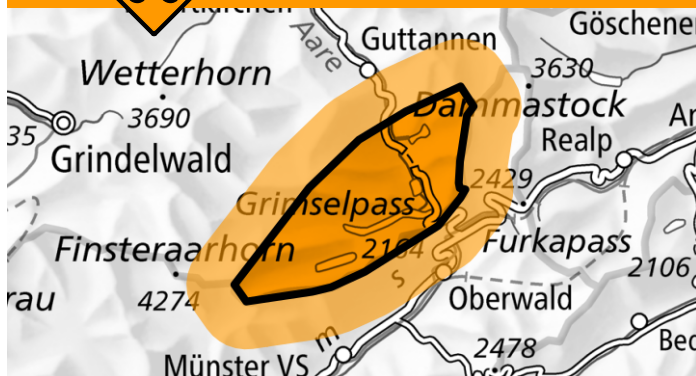 Göschene
Aare
Guttannen
Wetterhorn
3630
Dammastock
3690
35
Realp
Grindelwald
2429
Grimselpass
Finsteraarhorn
2164
Furkapass
2106
rau
4274
s
Oberwald
m
2478
Münster VS